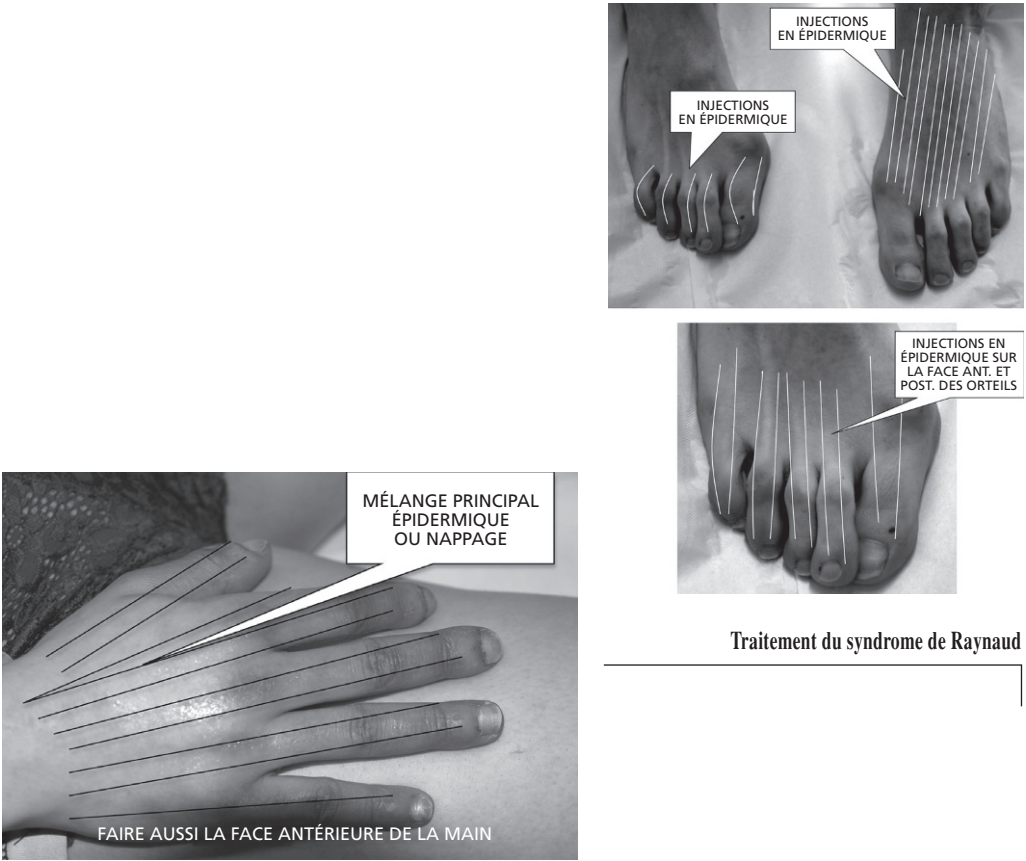 INJECTIONS
EN ÉPIDERMIQUE
INJECTIONS
EN ÉPIDERMIQUE
INJECTIONS EN
ÉPIDERMIQUE SUR
LA FACE ANT. ET
POST. DES ORTEILS
MÉLANGE PRINCIPAL
ÉPIDERMIQUE
OU NAPPAGE
FAIRE AUSSI LA FACE ANTÉRIEURE DE LA MAIN
Traitement du syndrome de Raynaud